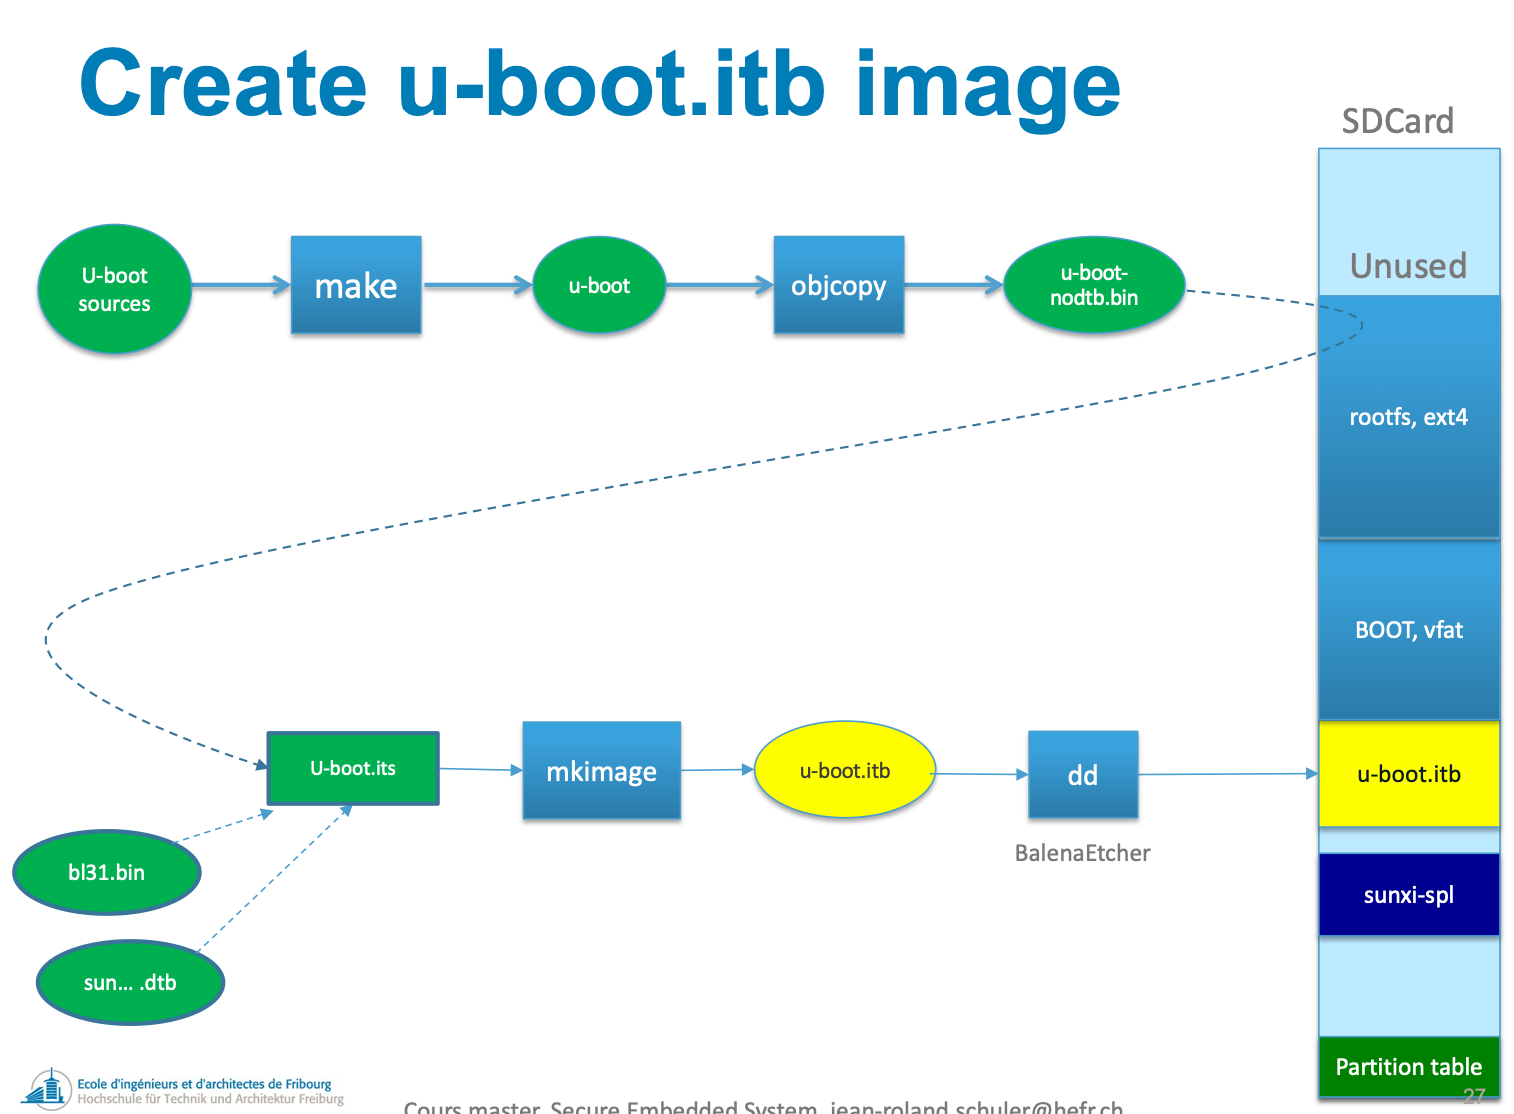 Create u-boot.itb image
SDCard
Unused
U-boot
sources
make
u-boot
objcopy
u-boot-
nodtb.bin
rootfs, ext4
BOOT, vfat
U-boot.its
mkimage
u-boot.itb
dd
u-boot.itb
BalenaEtcher
bl31.bin
sunxi-spl
sun... .dtb
Partition table
Ecole d'ingénieurs et d'architectes de Fribourg
Hochschule für Technik und Architektur Freiburg
27
Cours master, Secure Embedded System, jean-roland.schuler@hefr.ch